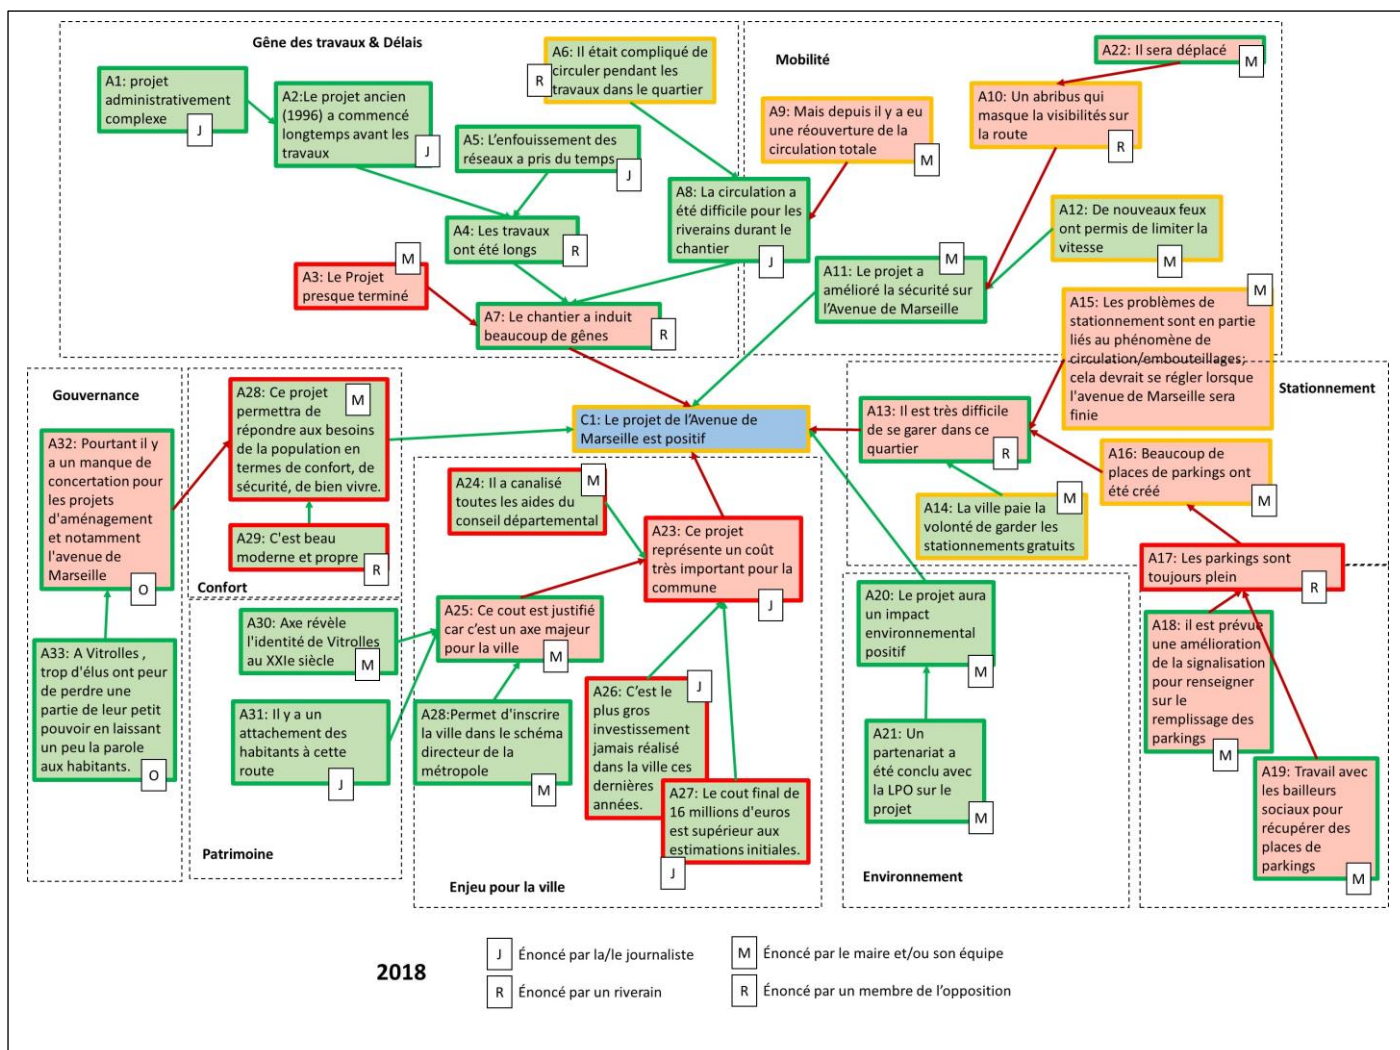 Gêne des travaux & Délais
A1: projet
administrativement
complexe
J
A2:Le projet ancien
(1996) a commencé
longtemps avant les
travaux
J
A6: Il était compliqué de
circuler pendant les
travaux dans le quartier
R
A5: L'enfouissement des
réseaux a pris du temps
J
A4: Les travaux
ont été longs
R
A8: La circulation a
été difficile pour les
riverains durant le
chantier
J
A3: Le Projet
presque terminé
M
A7: Le chantier a induit
beaucoup de gênes
R
Mobilité
A22: Il sera déplacé
M
A9: Mais depuis il y a eu
une réouverture de la
circulation totale
M
A10: Un abribus qui
masque la visibilités sur
la route
R
A12: De nouveaux feux
ont permis de limiter la
vitesse
M
A11: Le projet a
amélioré la sécurité sur
l'Avenue de Marseille
M
A15: Les problèmes de
stationnement sont en partie
liés au phénomène de
circulation/embouteillages;
cela devrait se régler lorsque
l'avenue de Marseille sera
finie
M
Stationnement
A13: Il est très difficile
de se garer dans ce
quartier
R
A16: Beaucoup de
places de parkings ont
été créé
M
A14: La ville paie la
volonté de garder les
stationnements gratuits
M
A17: Les parkings sont
toujours plein
R
A18: il est prévue
une amélioration
de la signalisation
pour renseigner
sur le
remplissage des
parkings
M
A19: Travail avec
les bailleurs
sociaux pour
récupérer des
places de
parkings
M
C1: Le projet de l'Avenue de
Marseille est positif
Gouvernance
A32: Pourtant il y
a un manque de
concertation pour
les projets
d'aménagement
et notamment
l'avenue de
Marseille
O
A33: A Vitrolles ,
trop d'élus ont peur
de perdre une
partie de leur petit
pouvoir en laissant
un peu la parole
aux habitants.
O
A28: Ce projet
permettra de
répondre aux besoins
de la population en
termes de confort, de
sécurité, de bien vivre.
M
A29: C'est beau
moderne et propre
R
Confort
A30: Axe révèle
l'identité de Vitrolles
au XXIe siècle
M
A31: Il y a un
attachement des
habitants à cette
route
J
Patrimoine
A24: Il a canalisé
toutes les aides du
conseil départemental
M
A23: Ce projet
représente un coût
très important pour la
commune
J
A25: Ce cout est justifié
car c'est un axe majeur
pour la ville
M
A28:Permet d'inscrire
la ville dans le schéma
directeur de la
métropole
M
A26: C'est le
plus gros
investissement
jamais réalisé
dans la ville ces
dernières
années.
J
A27: Le cout final de
16 millions d'euros
est supérieur aux
estimations initiales.
J
Enjeu pour la ville
A20: Le projet aura
un impact
environnemental
positif
M
A21: Un
partenariat a
été conclu avec
la LPO sur le
projet
M
Environnement
2018
J Énoncé par la/le journaliste
M Énoncé par le maire et/ou son équipe
R Énoncé par un riverain
R Énoncé par un membre de l'opposition